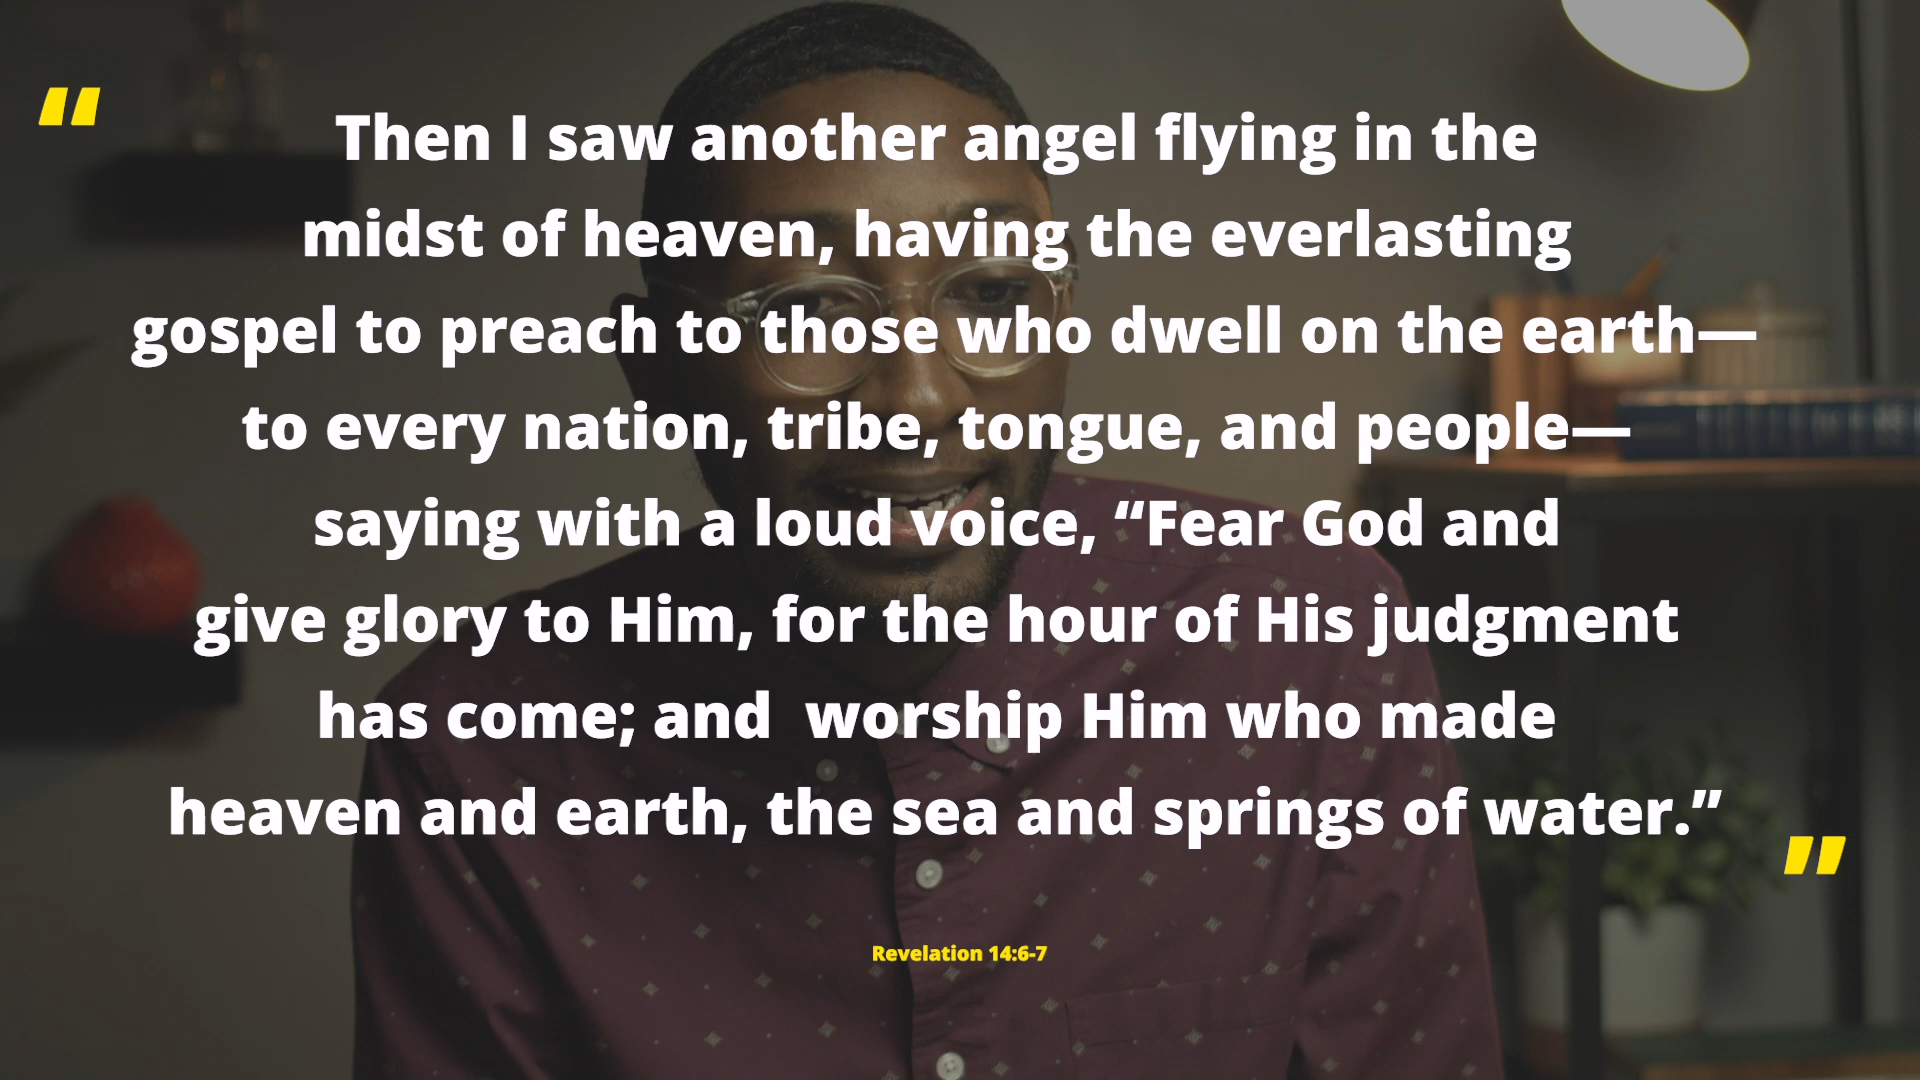 “
Then I saw another angel flying in the
midst of heaven, having the everlasting
gospel to preach to those who dwell on the earth—
to every nation, tribe, tongue, and people—
saying with a loud voice, “Fear God and
give glory to Him, for the hour of His judgment
has come; and  worship Him who made
heaven and earth, the sea and springs of water.”
”
Revelation 14:6-7